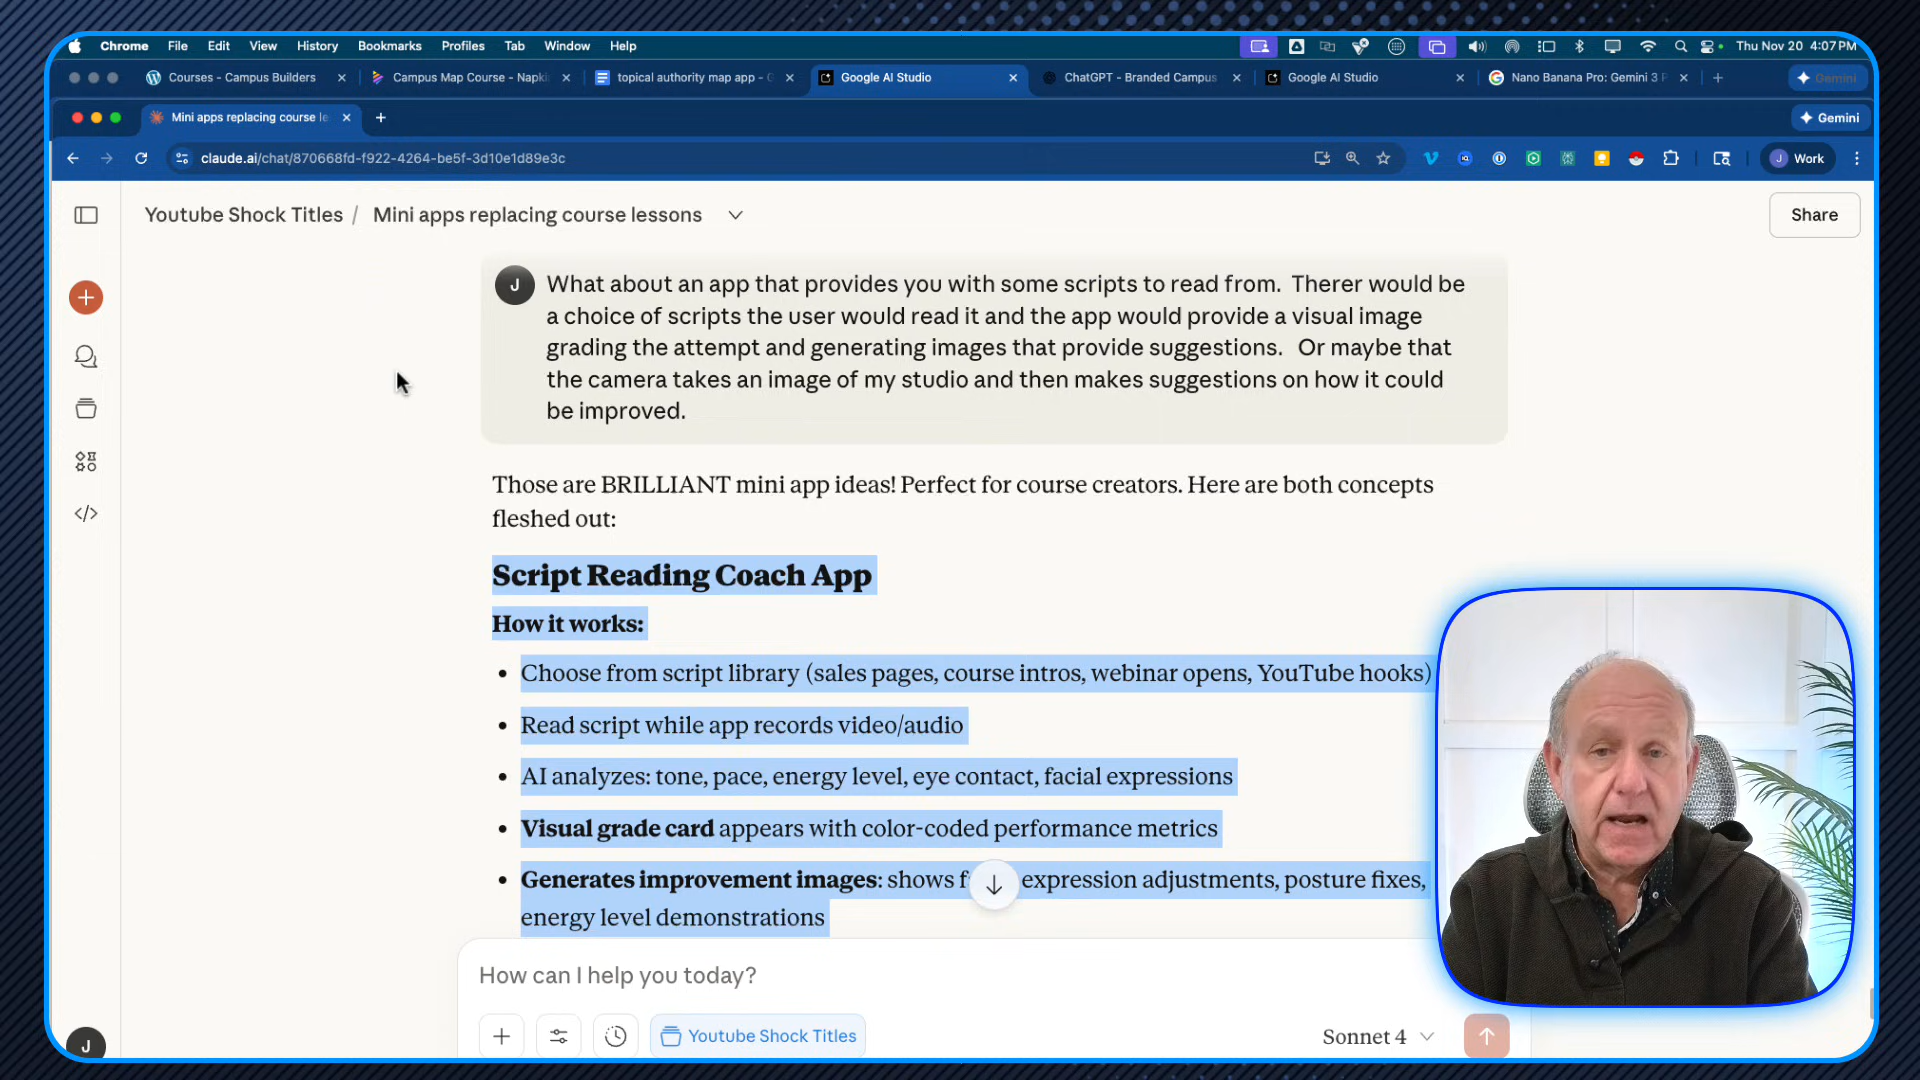 Chrome File Edit View History Bookmarks Profiles Tab Window Help Thu Nov 20 4:07 PM
Courses - Campus Builders Campus Map Course - Napki topical authority map app - G Google AI Studio ChatGPT - Branded Campus Google AI Studio Nano Banana Pro: Gemini 3 P Gemini
Mini apps replacing course le Gemini
claude.ai/chat/870668fd-f922-4264-be5f-3d10e1d89e3c J Work
Youtube Shock Titles / Mini apps replacing course lessons Share
J What about an app that provides you with some scripts to read from. Therer would be
a choice of scripts the user would read it and the app would provide a visual image
grading the attempt and generating images that provide suggestions. Or maybe that
the camera takes an image of my studio and then makes suggestions on how it could
be improved.
Those are BRILLIANT mini app ideas! Perfect for course creators. Here are both concepts
fleshed out:
Script Reading Coach App
How it works:
• Choose from script library (sales pages, course intros, webinar opens, YouTube hooks)
• Read script while app records video/audio
• AI analyzes: tone, pace, energy level, eye contact, facial expressions
• Visual grade card appears with color-coded performance metrics
• Generates improvement images: shows f expression adjustments, posture fixes,
energy level demonstrations
How can I help you today?
Youtube Shock Titles Sonnet 4
J